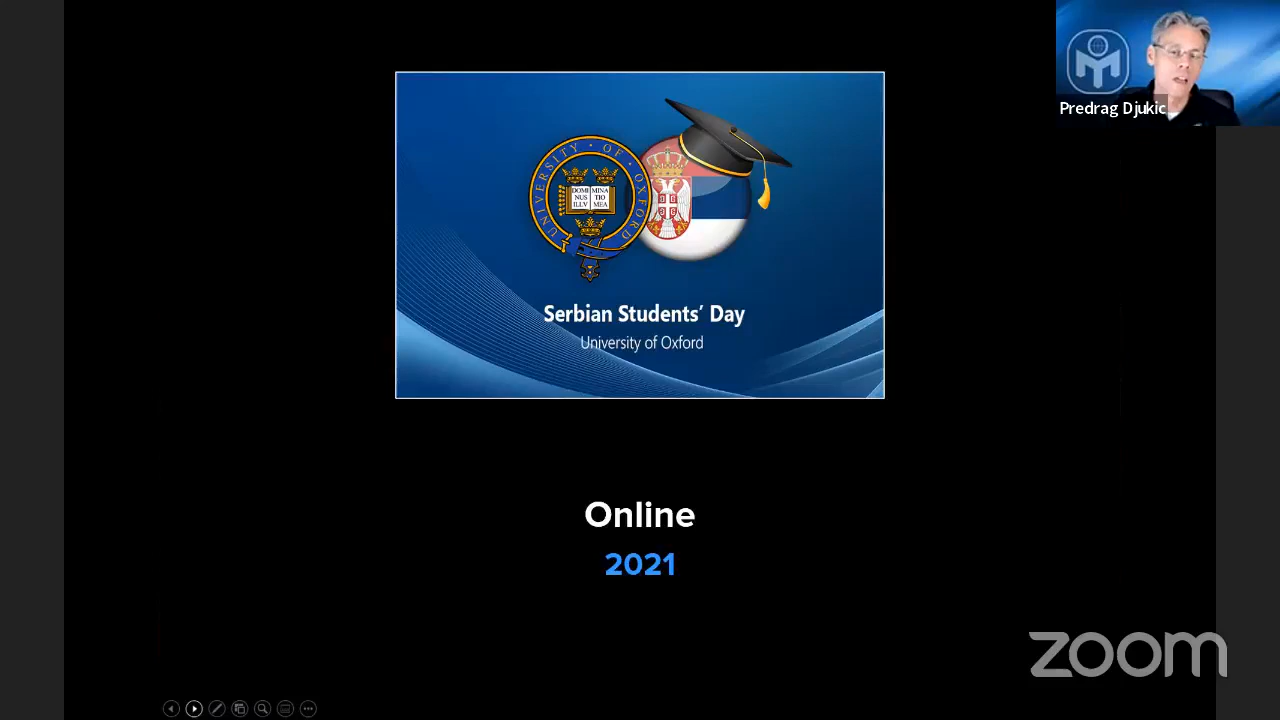 Predrag Djukic
UNIVERSITY · OF · OXFORD
DOMI MINA
NUS TIO
ILLV MEA
Serbian Students’ Day
University of Oxford
Online
2021
zoom